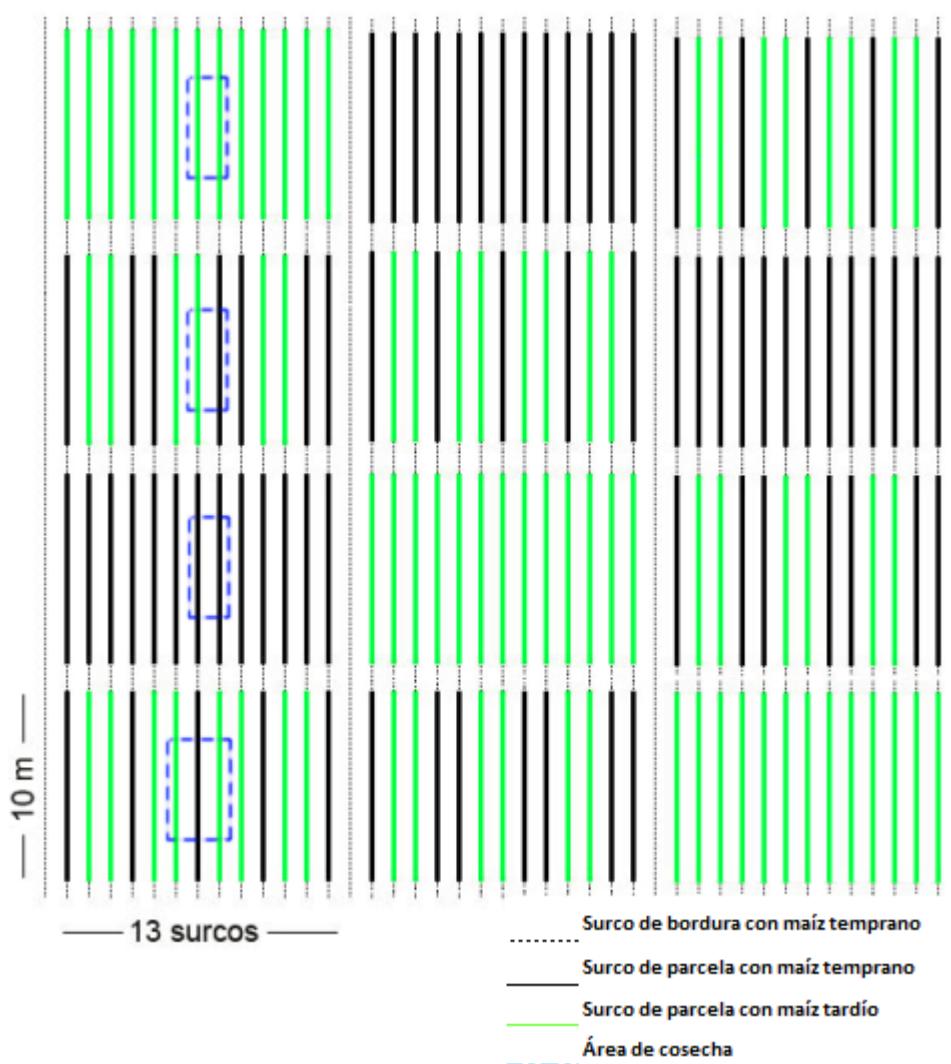 10 m
13 surcos
Surco de bordura con maíz temprano
Surco de parcela con maíz temprano
Surco de parcela con maíz tardío
Área de cosecha